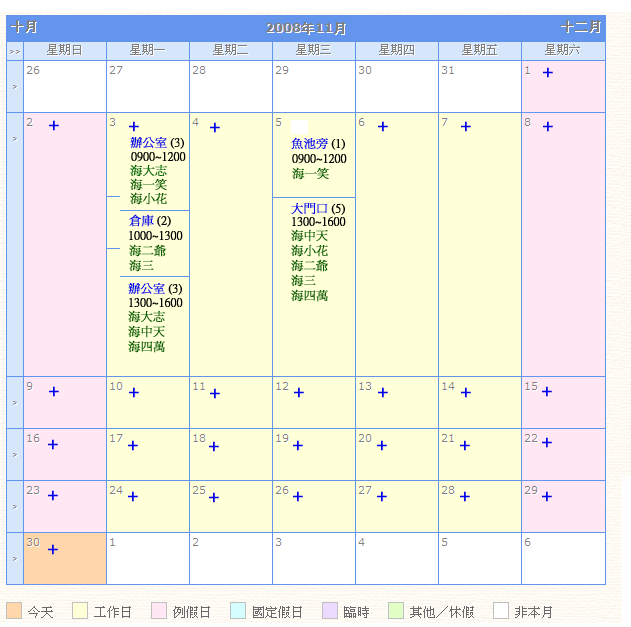 十月 2008年11月 十二月
>> 星期日 星期一 星期二 星期三 星期四 星期五 星期六
> 26 27 28 29 30 31 1 +
> 2 + 3 + 4 + 5 6 + 7 + 8 +
辦公室 (3)
0900~1200
海大志
海一笑
海小花
倉庫 (2)
1000~1300
海二爺
海三
辦公室 (3)
1300~1600
海大志
海中天
海四萬
魚池旁 (1)
0900~1200
海一笑
大門口 (5)
1300~1600
海中天
海小花
海二爺
海三
海四萬
> 9 + 10 + 11 + 12 + 13 + 14 + 15 +
> 16 + 17 + 18 + 19 + 20 + 21 + 22 +
> 23 + 24 + 25 + 26 + 27 + 28 + 29 +
> 30 + 1 2 3 4 5 6
今天 工作日 例假日 國定假日 臨時 其他／休假 非本月